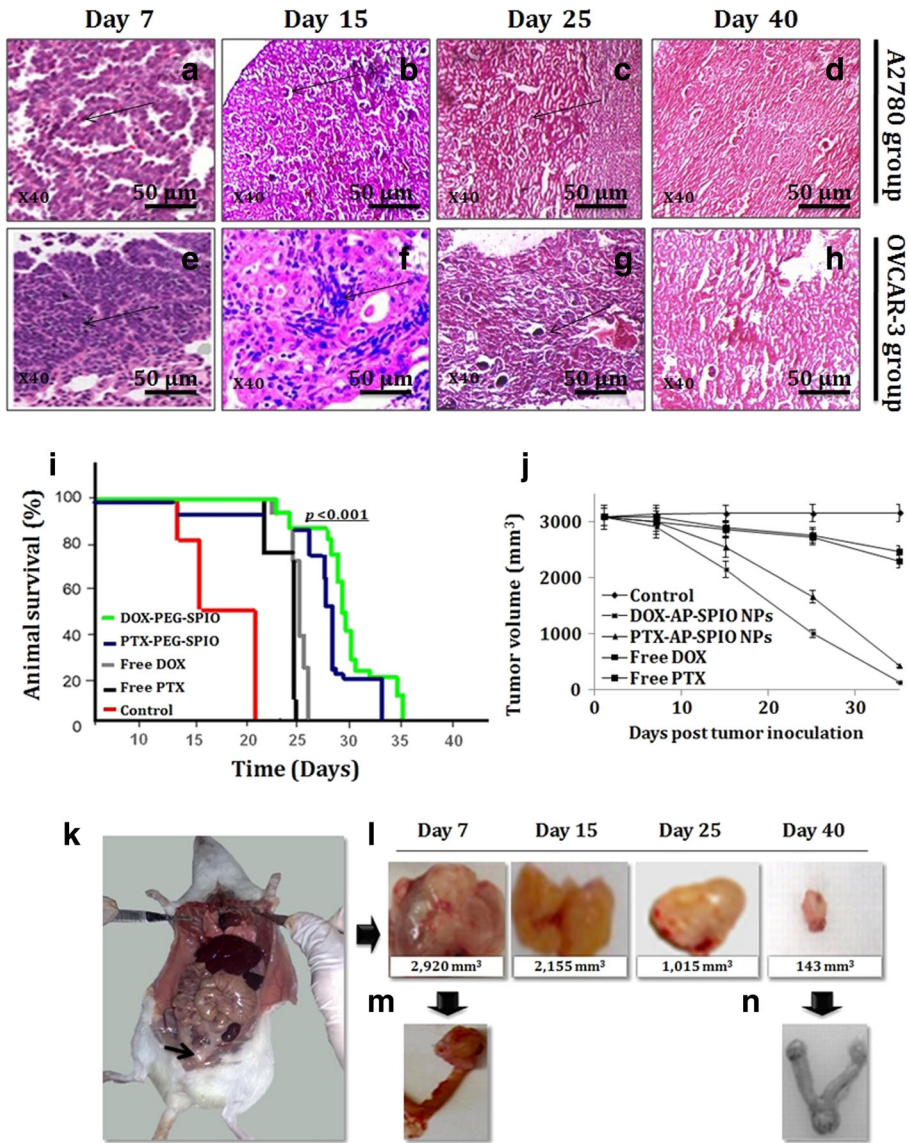 Day 7 Day 15 Day 25 Day 40
a b c d
X40 50 µm X40 50 µm X40 50 µm X40 50 µm
A2780 group
e f g h
X40 50 µm X40 50 µm X40 50 µm X40 50 µm
OVCAR-3 group
i
Animal survival (%)
100
80
60
40
20
0
p<0.001
DOX-PEG-SPIO
PTX-PEG-SPIO
Free DOX
Free PTX
Control
10 15 20 25 30 35 40
Time (Days)
j
Tumor volume (mm³)
3000
2000
1000
0
Control
DOX-AP-SPIO NPs
PTX-AP-SPIO NPs
Free DOX
Free PTX
0 10 20 30
Days post tumor inoculation
k
l
Day 7 Day 15 Day 25 Day 40
2,920 mm³ 2,155 mm³ 1,015 mm³ 143 mm³
m n